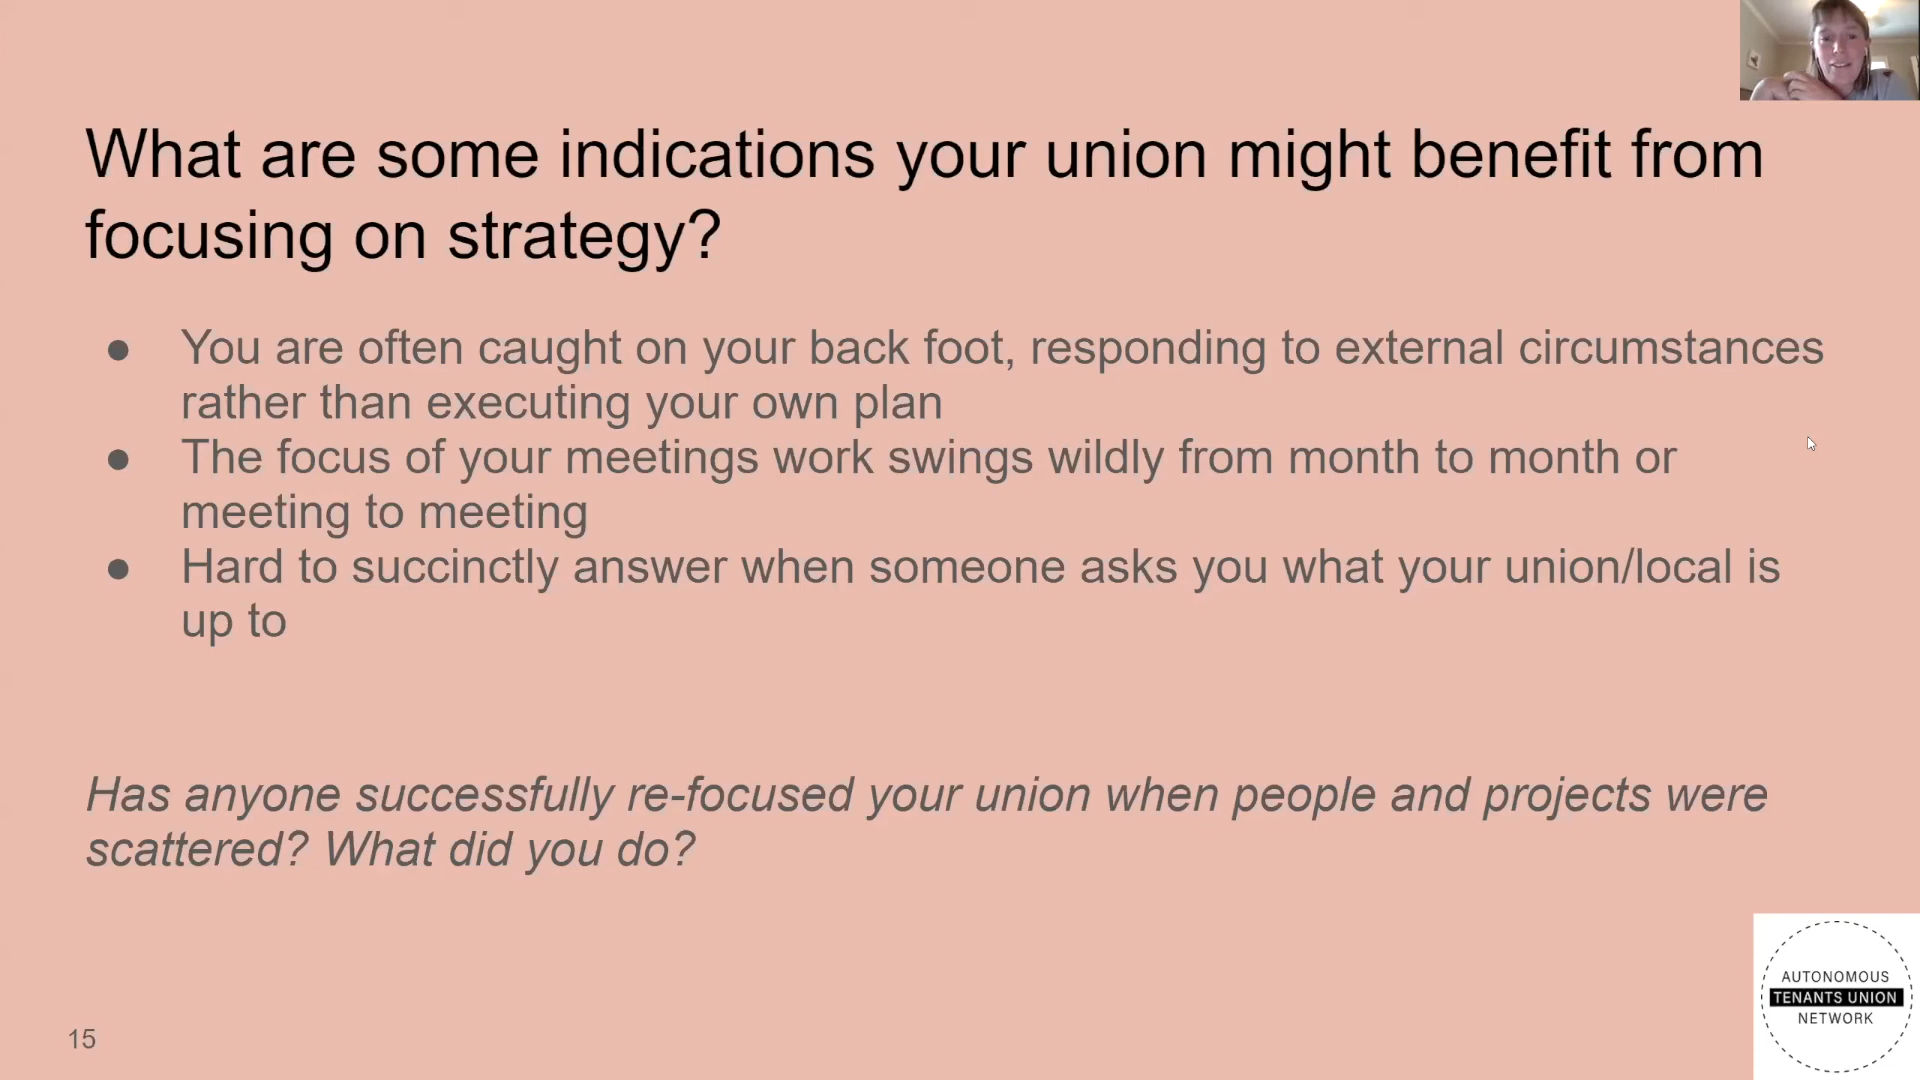 What are some indications your union might benefit from
focusing on strategy?
● You are often caught on your back foot, responding to external circumstances
rather than executing your own plan
● The focus of your meetings work swings wildly from month to month or
meeting to meeting
● Hard to succinctly answer when someone asks you what your union/local is
up to
Has anyone successfully re-focused your union when people and projects were
scattered? What did you do?
15
AUTONOMOUS
TENANTS UNION
NETWORK